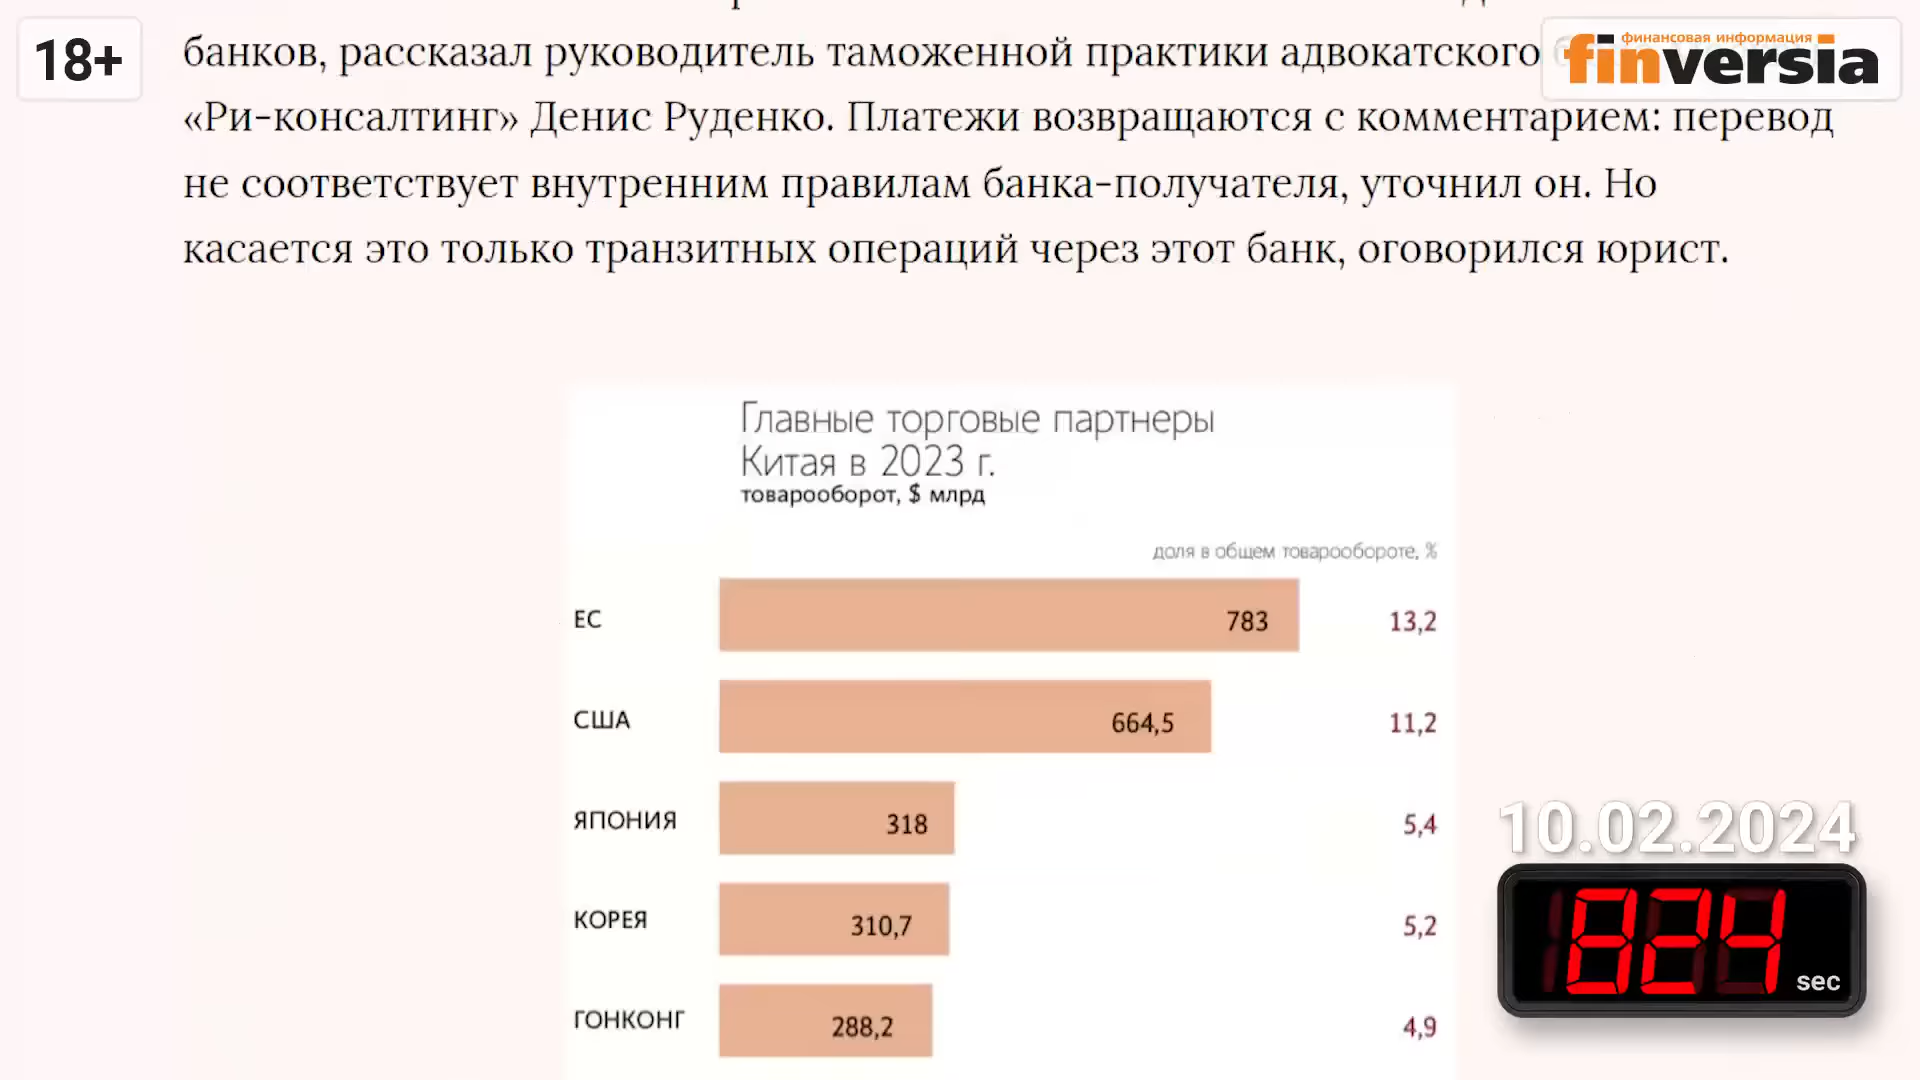 18+
финансовая информация
finversia
банков, рассказал руководитель таможенной практики адвокатского
«Ри-консалтинг» Денис Руденко. Платежи возвращаются с комментарием: перевод
не соответствует внутренним правилам банка-получателя, уточнил он. Но
касается это только транзитных операций через этот банк, оговорился юрист.
Главные торговые партнеры
Китая в 2023 г.
товарооборот, $ млрд
доля в общем товарообороте, %
ЕС 783 13,2
США 664,5 11,2
ЯПОНИЯ 318 5,4
КОРЕЯ 310,7 5,2
ГОНКОНГ 288,2 4,9
10.02.2024
824 sec